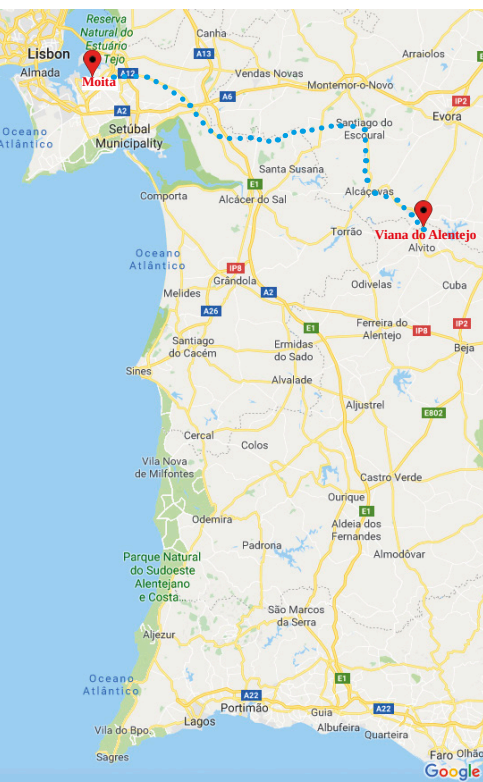 Reserva
Natural do
Estuário
Tejo
Canha
Arraiolos
Lisbon
A13
Almada
A12
Vendas Novas
Moita
Montemor-o-Novo
A6
IP2
A2
Evora
Oceano
Atlântico
Setúbal
Municipality
Santiago do
Escoural
Santa Susana
E1
Comporta
Alcácer do Sal
Alcáçovas
Viana do Alentejo
Torrão
Alvito
Oceano
Atlântico
IP8
Grândola
Odivelas
Cuba
Melides
A2
A26
E1
Ferreira do
Alentejo
IP8
IP2
Santiago
do Cacém
Ermidas
do Sado
Beja
Sines
Alvalade
Aljustrel
E802
Cercal
Colos
Vila Nova
de Milfontes
Castro Verde
Ourique
E1
Odemira
Aldeia dos
Fernandes
Padrona
Almodôvar
Parque Natural
do Sudoeste
Alentejano
e Costa...
São Marcos
da Serra
Aljezur
Oceano
Atlântico
E1
A22
Portimão
A22
Lagos
Guia
Vila do Bpo.
Albufeira
Quarteira
Sagres
Faro
Olhão
Google